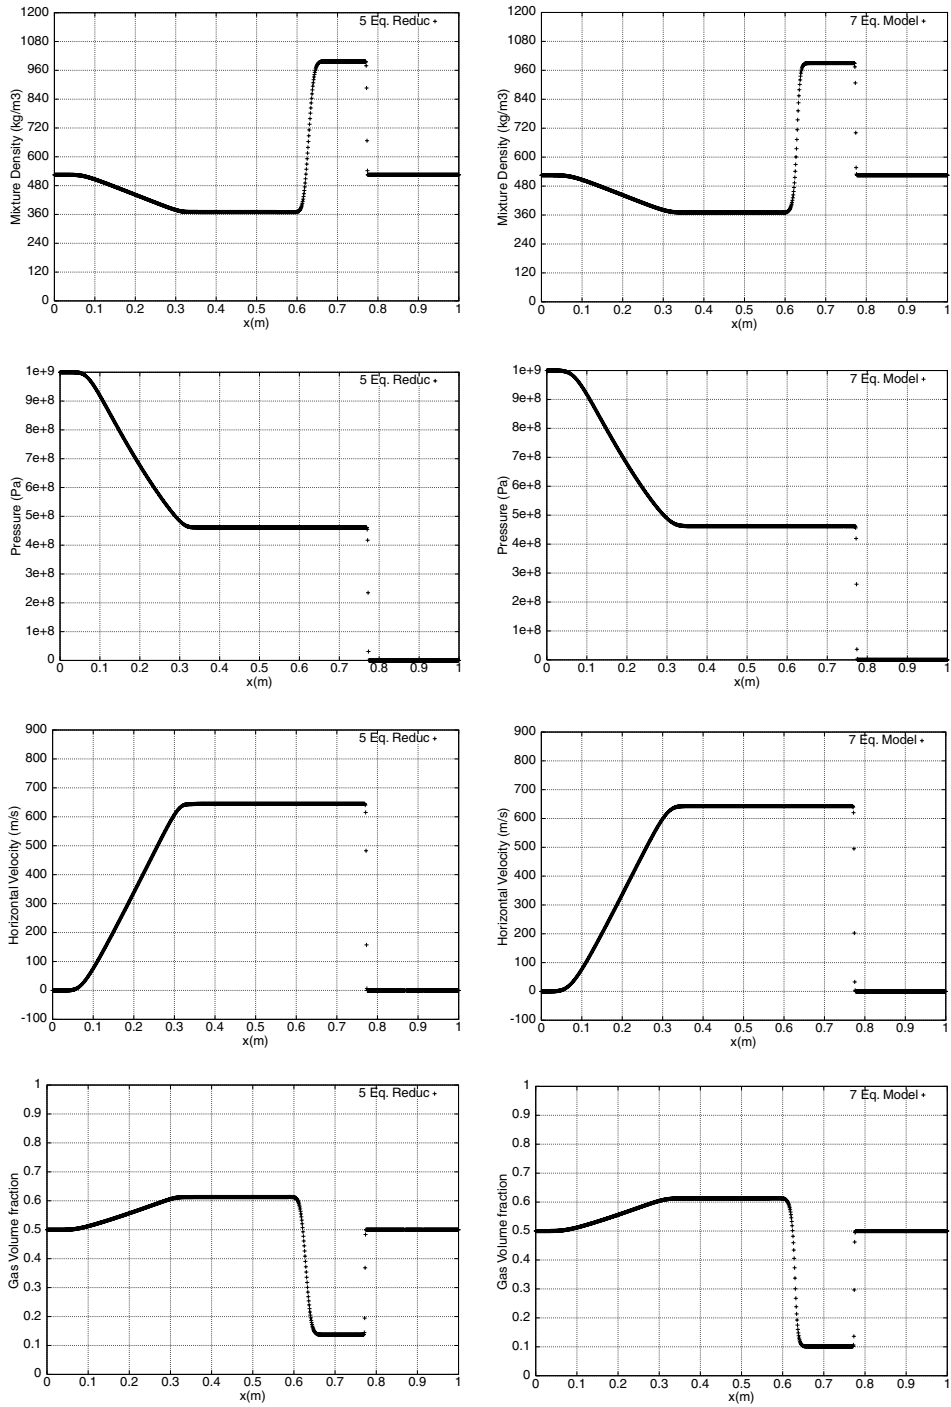 5 Eq. Reduc
Mixture Density (kg/m3)
1200
1080
960
840
720
600
480
360
240
120
0
0 0.1 0.2 0.3 0.4 0.5 0.6 0.7 0.8 0.9 1
x(m)
7 Eq. Model
Mixture Density (kg/m3)
1200
1080
960
840
720
600
480
360
240
120
0
0 0.1 0.2 0.3 0.4 0.5 0.6 0.7 0.8 0.9 1
x(m)
5 Eq. Reduc
Pressure (Pa)
1e+9
9e+8
8e+8
7e+8
6e+8
5e+8
4e+8
3e+8
2e+8
1e+8
0
0 0.1 0.2 0.3 0.4 0.5 0.6 0.7 0.8 0.9 1
x(m)
7 Eq. Model
Pressure (Pa)
1e+9
9e+8
8e+8
7e+8
6e+8
5e+8
4e+8
3e+8
2e+8
1e+8
0
0 0.1 0.2 0.3 0.4 0.5 0.6 0.7 0.8 0.9 1
x(m)
5 Eq. Reduc
Horizontal Velocity (m/s)
900
800
700
600
500
400
300
200
100
0
-100
0 0.1 0.2 0.3 0.4 0.5 0.6 0.7 0.8 0.9 1
x(m)
7 Eq. Model
Horizontal Velocity (m/s)
900
800
700
600
500
400
300
200
100
0
-100
0 0.1 0.2 0.3 0.4 0.5 0.6 0.7 0.8 0.9 1
x(m)
5 Eq. Reduc
Gas Volume fraction
1
0.9
0.8
0.7
0.6
0.5
0.4
0.3
0.2
0.1
0
0 0.1 0.2 0.3 0.4 0.5 0.6 0.7 0.8 0.9 1
x(m)
7 Eq. Model
Gas Volume fraction
1
0.9
0.8
0.7
0.6
0.5
0.4
0.3
0.2
0.1
0
0 0.1 0.2 0.3 0.4 0.5 0.6 0.7 0.8 0.9 1
x(m)